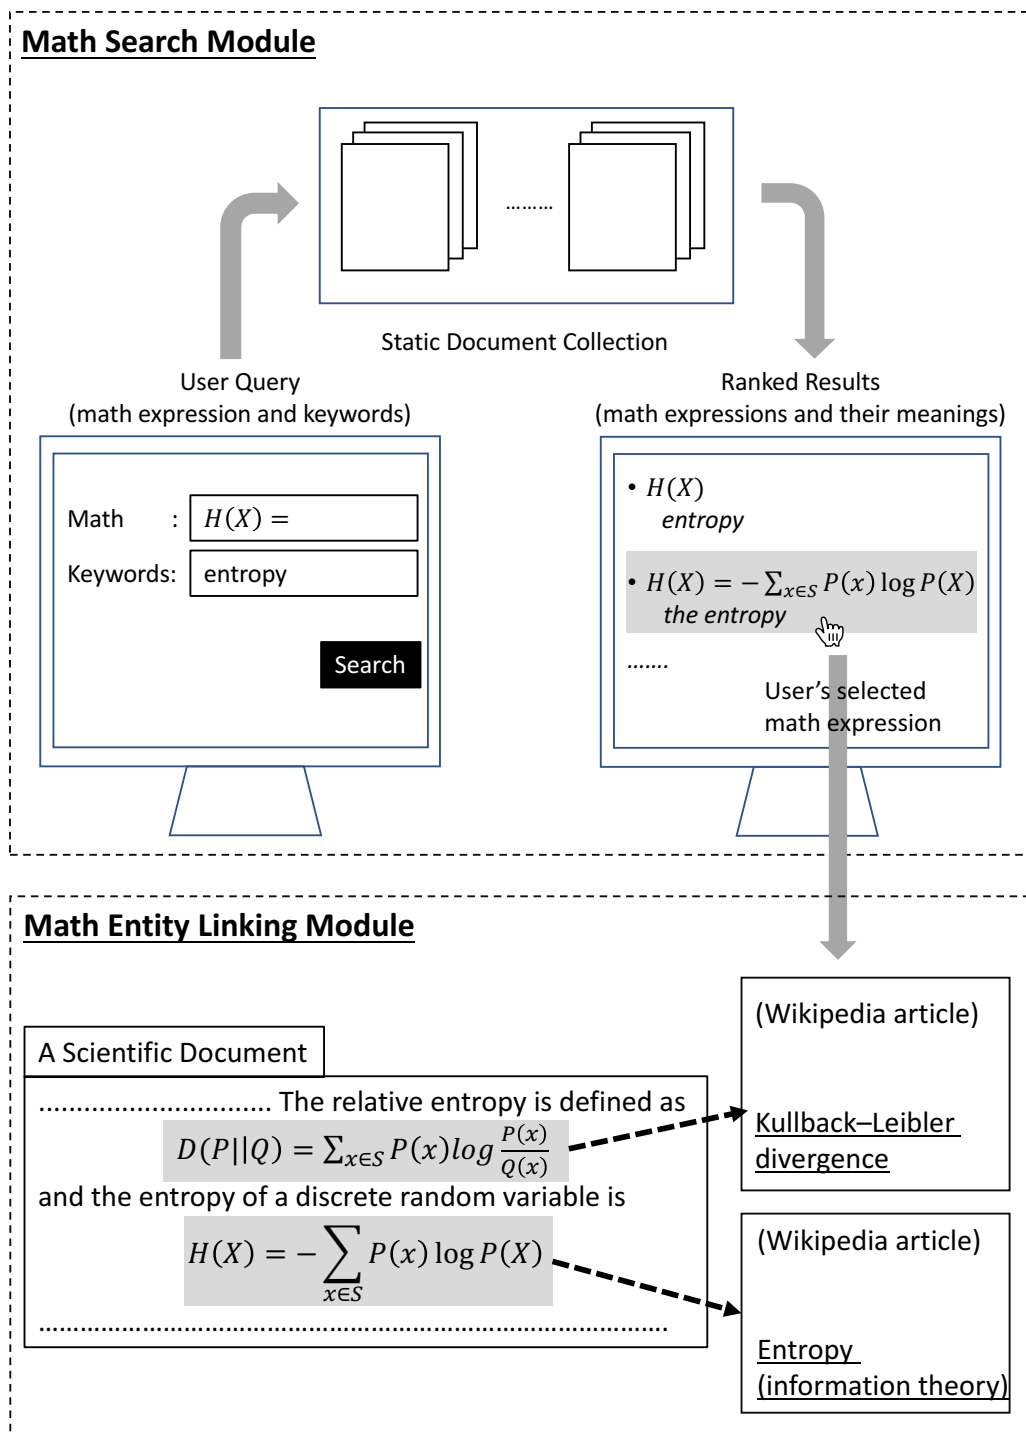 Math Search Module
………
Static Document Collection
User Query
(math expression and keywords)
Ranked Results
(math expressions and their meanings)
Math :
H(X) =
Keywords:
entropy
Search
• H(X)
entropy
• H(X) = − ∑x∈S P(x) log P(X)
the entropy
…….
User’s selected
math expression
Math Entity Linking Module
A Scientific Document
…………………………. The relative entropy is defined as
D(P||Q) = ∑x∈S P(x)log P(x)/Q(x)
and the entropy of a discrete random variable is
H(X) = − ∑x∈S P(x) log P(X)
……………………………………………………………………………….
(Wikipedia article)
Kullback–Leibler
divergence
(Wikipedia article)
Entropy
(information theory)